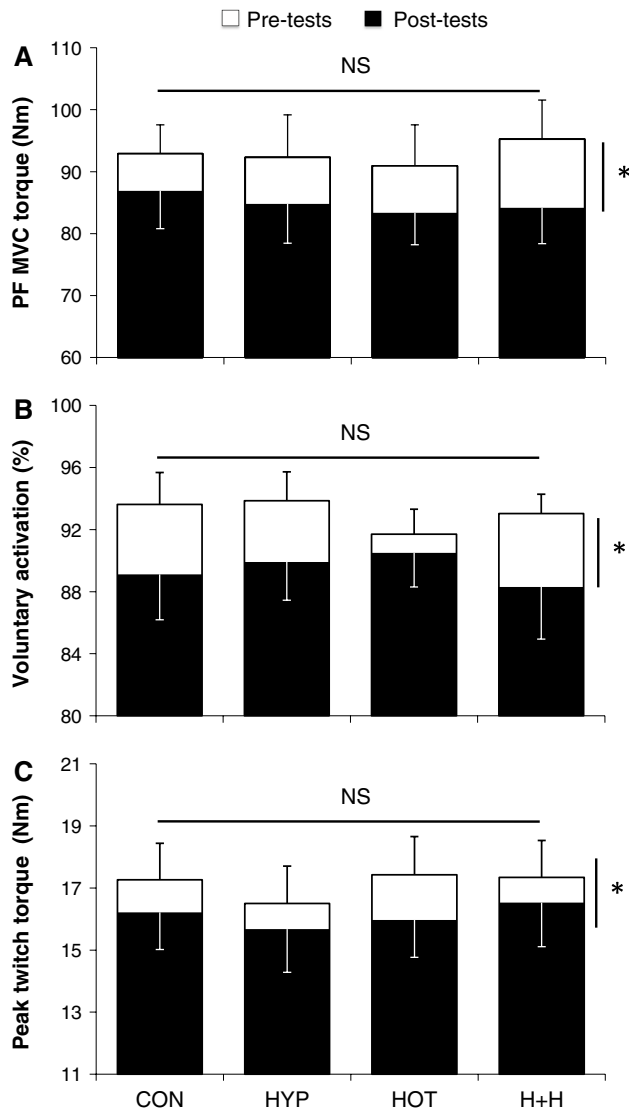 Pre-tests Post-tests
A
PF MVC torque (Nm)
110
100
90
80
70
60
NS
*
B
Voluntary activation (%)
100
96
92
88
84
80
NS
*
C
Peak twitch torque (Nm)
21
19
17
15
13
11
NS
*
CON HYP HOT H+H